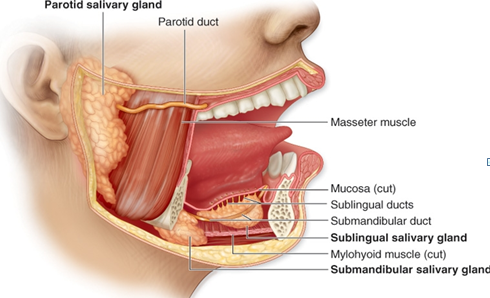 Parotid salivary gland
Parotid duct
Masseter muscle
Mucosa (cut)
Sublingual ducts
Submandibular duct
Sublingual salivary gland
Mylohyoid muscle (cut)
Submandibular salivary gland